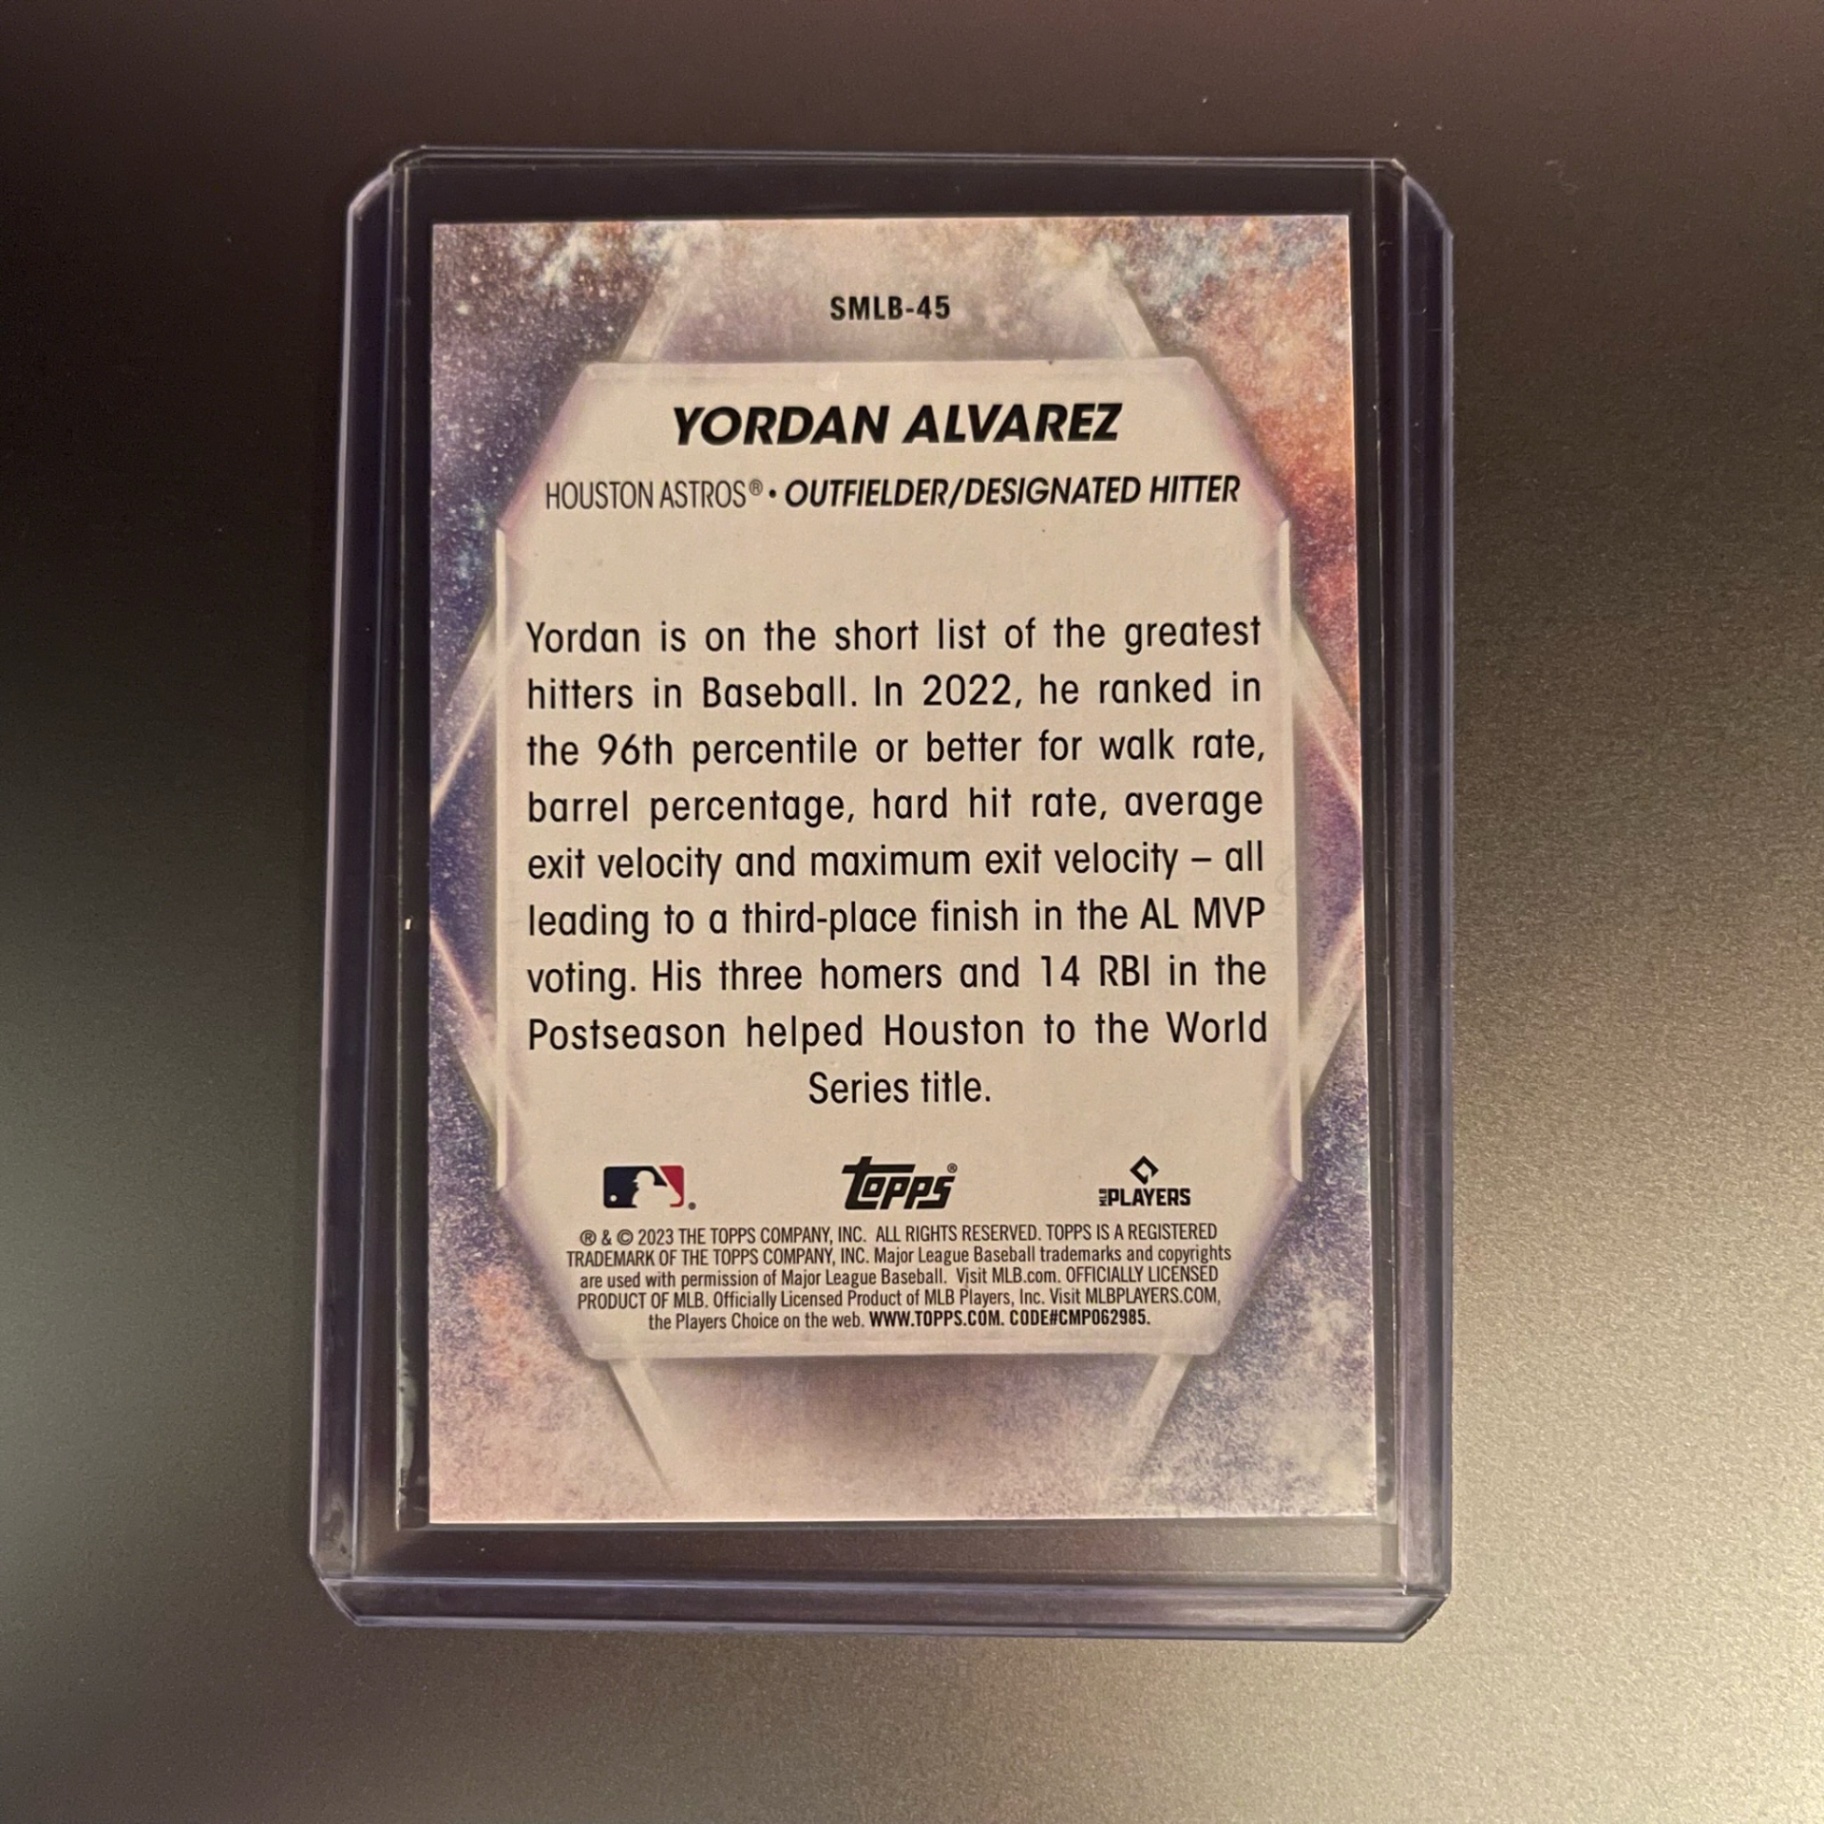 SMLB-45
YORDAN ALVAREZ
HOUSTON ASTROS® • OUTFIELDER/DESIGNATED HITTER
Yordan is on the short list of the greatest
hitters in Baseball. In 2022, he ranked in
the 96th percentile or better for walk rate,
barrel percentage, hard hit rate, average
exit velocity and maximum exit velocity – all
leading to a third-place finish in the AL MVP
voting. His three homers and 14 RBI in the
Postseason helped Houston to the World
Series title.
topps® MLB PLAYERS
® & © 2023 THE TOPPS COMPANY, INC. ALL RIGHTS RESERVED. TOPPS IS A REGISTERED
TRADEMARK OF THE TOPPS COMPANY, INC. Major League Baseball trademarks and copyrights
are used with permission of Major League Baseball. Visit MLB.com. OFFICIALLY LICENSED
PRODUCT OF MLB. Officially Licensed Product of MLB Players, Inc. Visit MLBPLAYERS.COM,
the Players Choice on the web. WWW.TOPPS.COM. CODE#CMP062985.